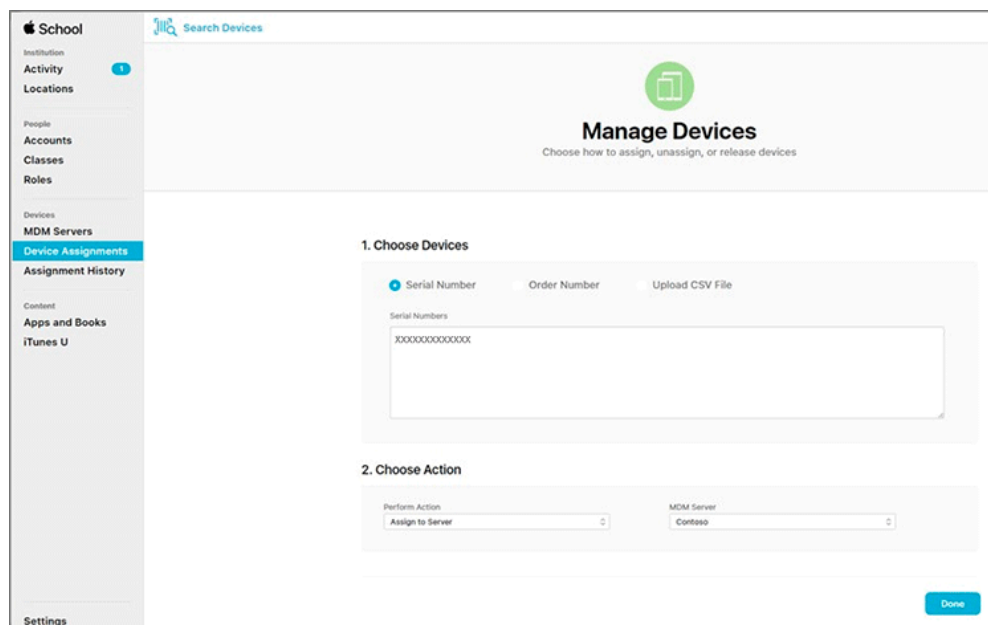 School
Search Devices
Institution
Activity 1
Locations
People
Accounts
Classes
Roles
Devices
MDM Servers
Device Assignments
Assignment History
Content
Apps and Books
iTunes U
Settings
Manage Devices
Choose how to assign, unassign, or release devices
1. Choose Devices
Serial Number Order Number Upload CSV File
Serial Numbers
XXXXXXXXXXXXX
2. Choose Action
Perform Action MDM Server
Assign to Server Contoso
Done